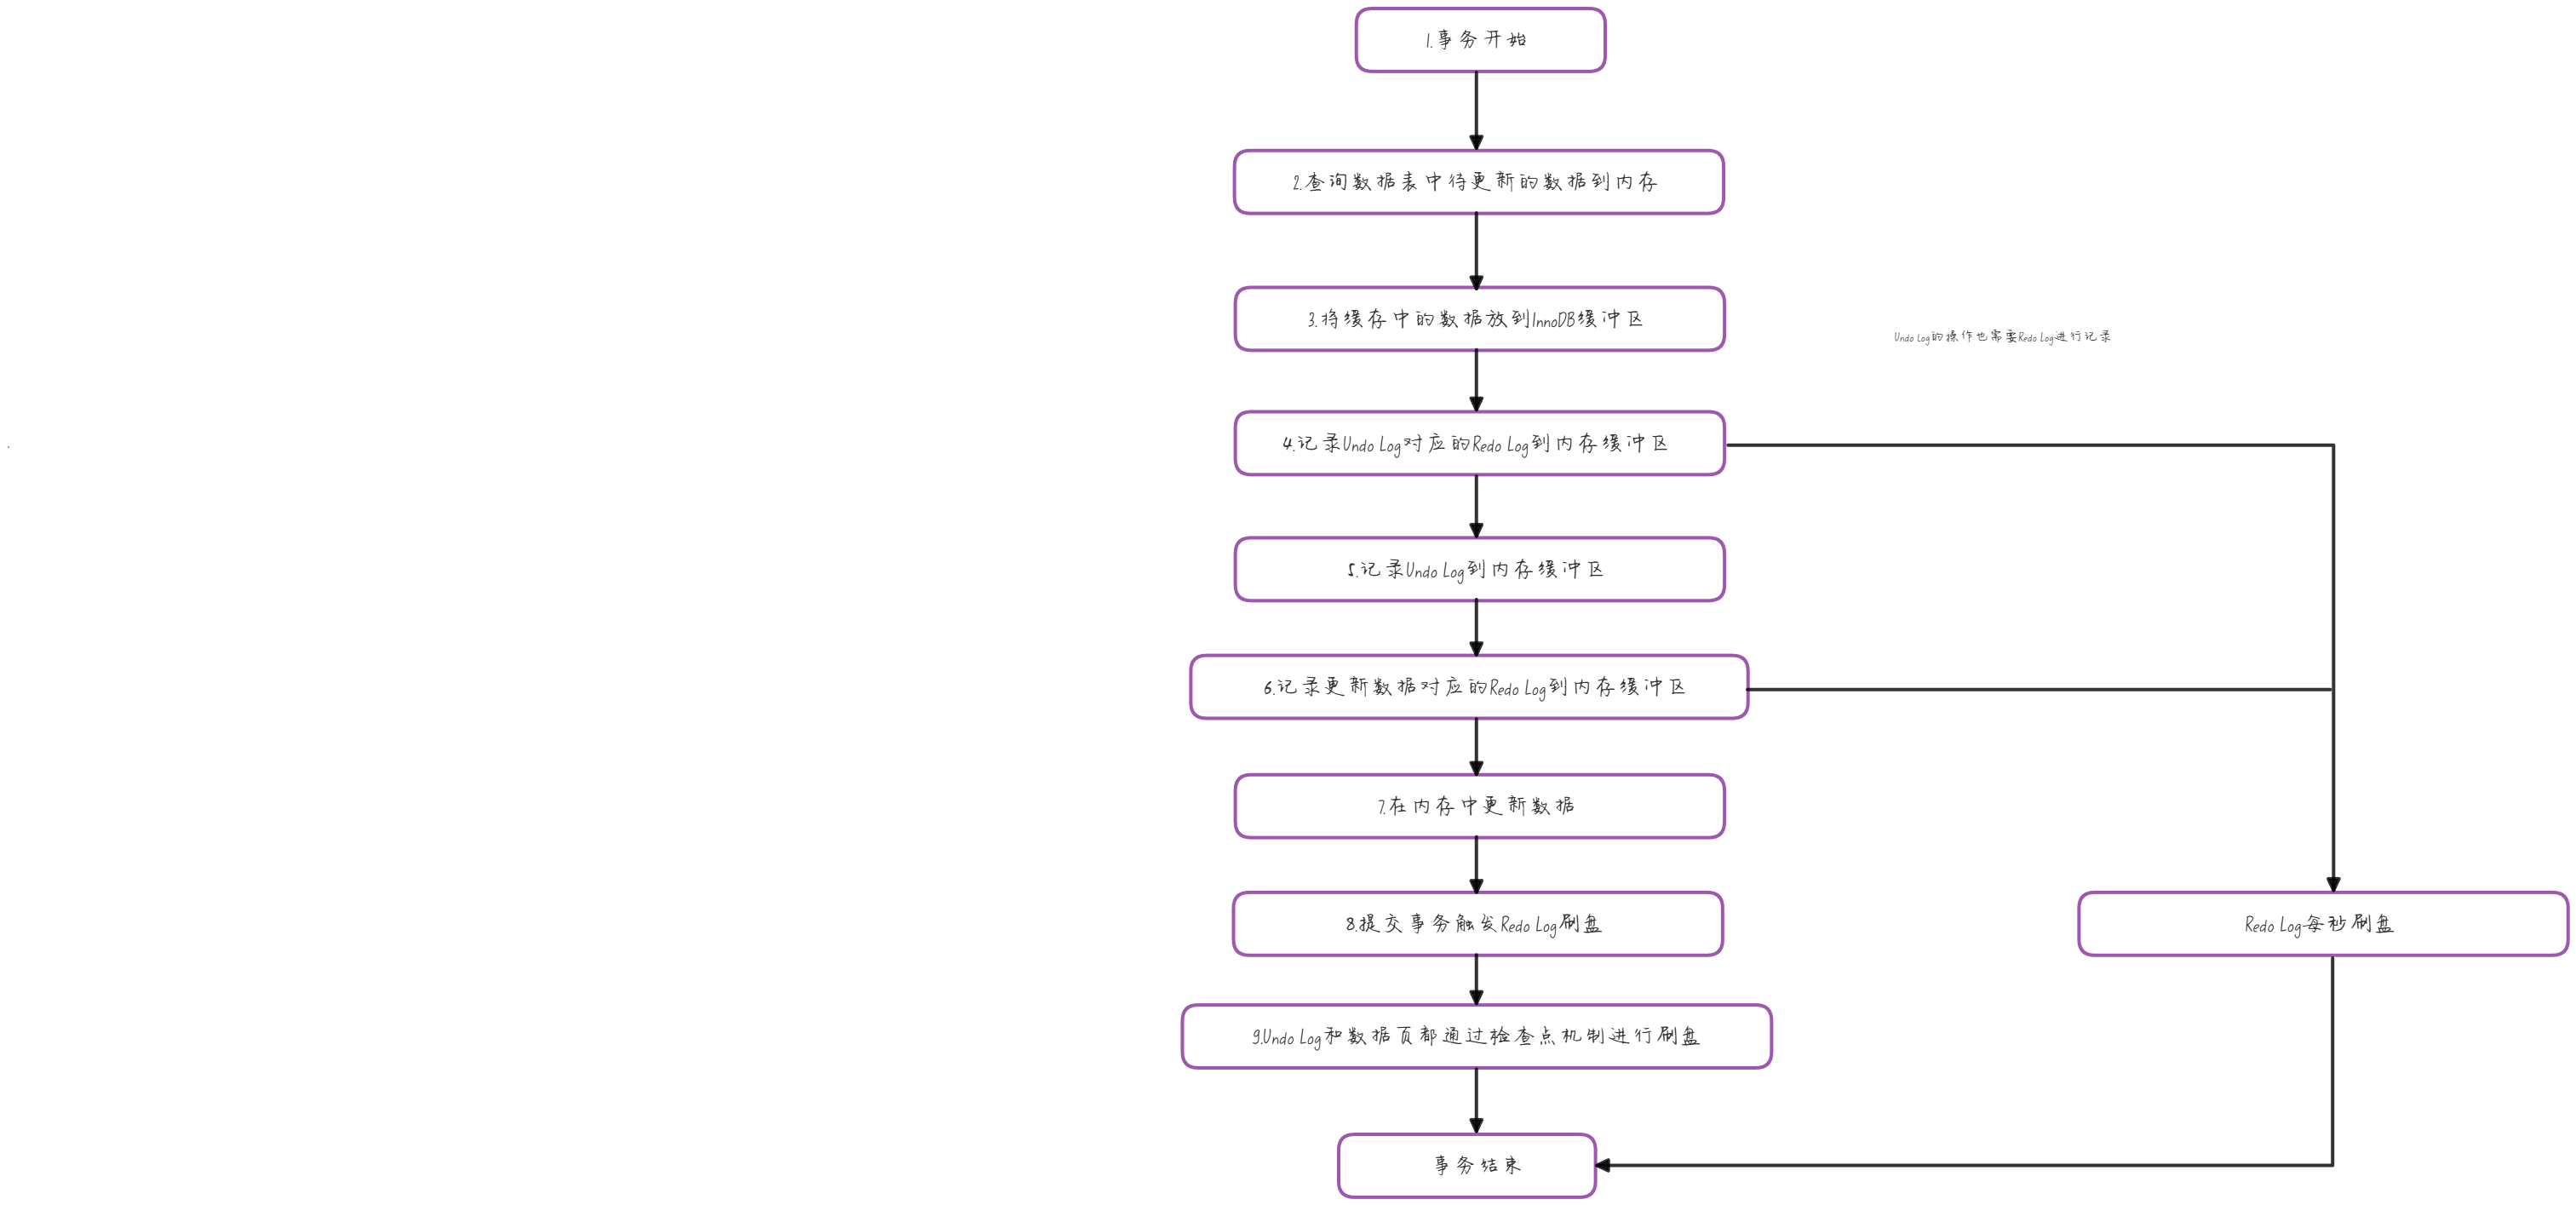 1.事务开始
2.查询数据表中待更新的数据到内存
3.将缓存中的数据放到InnoDB缓冲区
Undo Log的操作也需要Redo Log进行记录
4.记录Undo Log对应的Redo Log到内存缓冲区
5.记录Undo Log到内存缓冲区
6.记录更新数据对应的Redo Log到内存缓冲区
7.在内存中更新数据
8.提交事务触发Redo Log刷盘
Redo Log每秒刷盘
9.Undo Log和数据页都通过检查点机制进行刷盘
事务结束